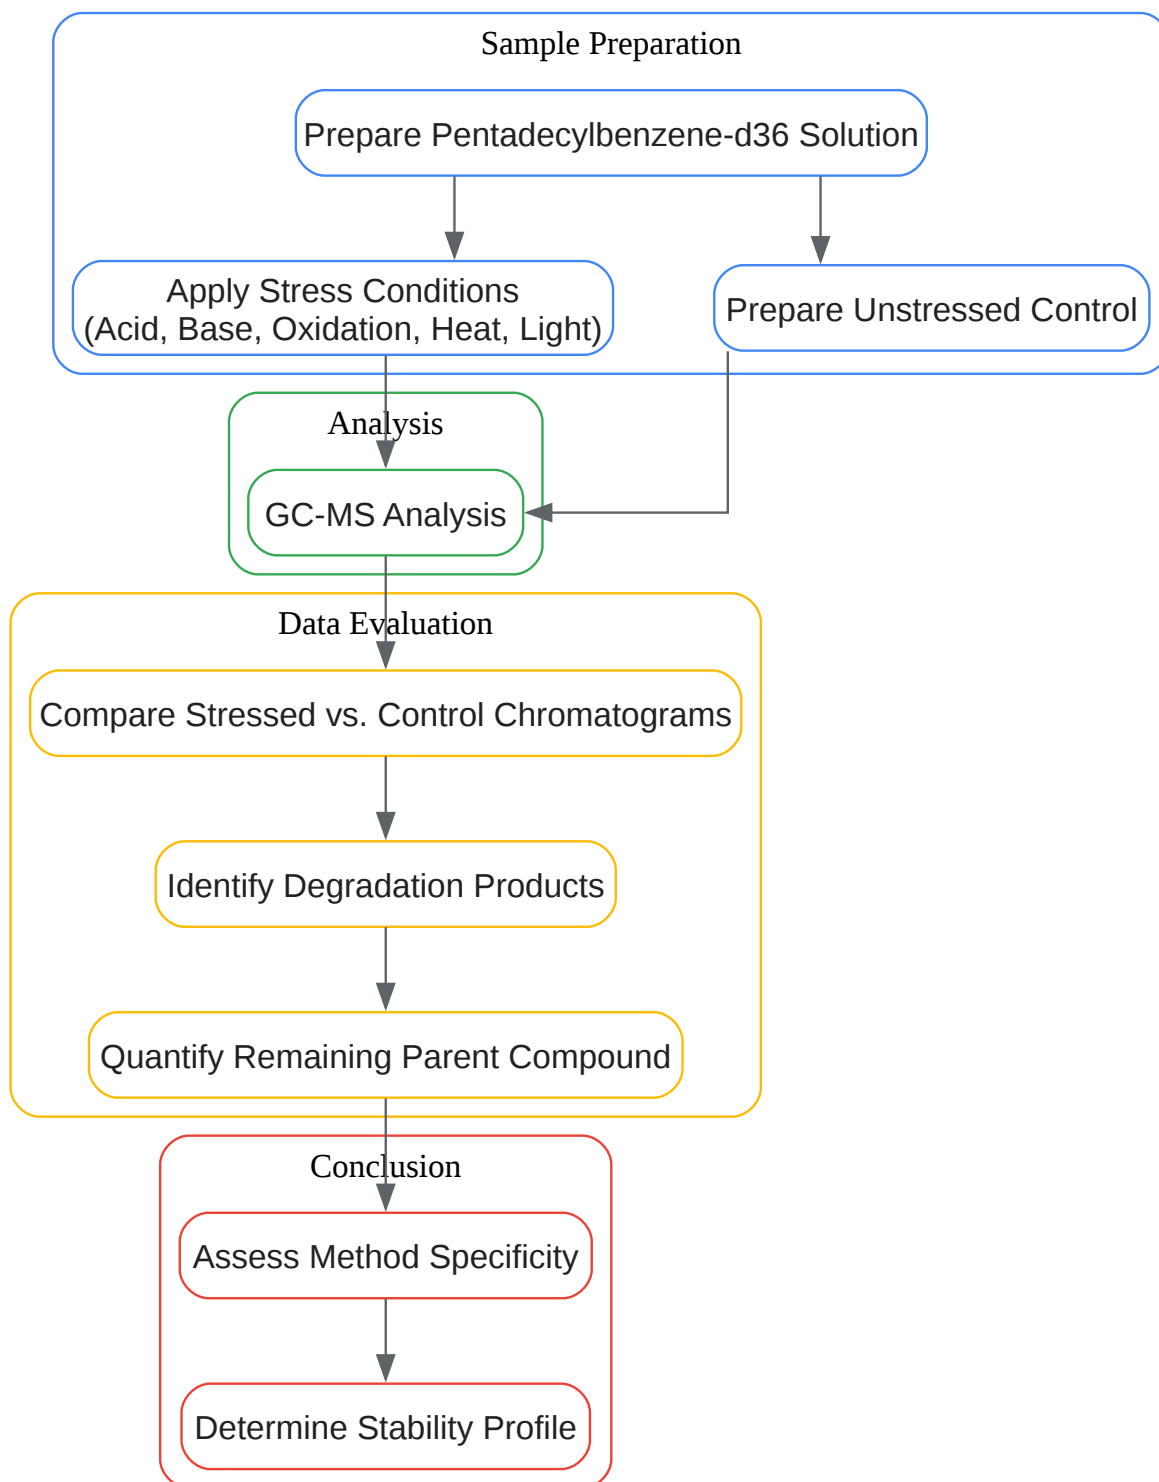 Sample Preparation
Prepare Pentadecylbenzene-d36 Solution
Apply Stress Conditions
(Acid, Base, Oxidation, Heat, Light)
Prepare Unstressed Control
Analysis
GC-MS Analysis
Data Evaluation
Compare Stressed vs. Control Chromatograms
Identify Degradation Products
Quantify Remaining Parent Compound
Conclusion
Assess Method Specificity
Determine Stability Profile